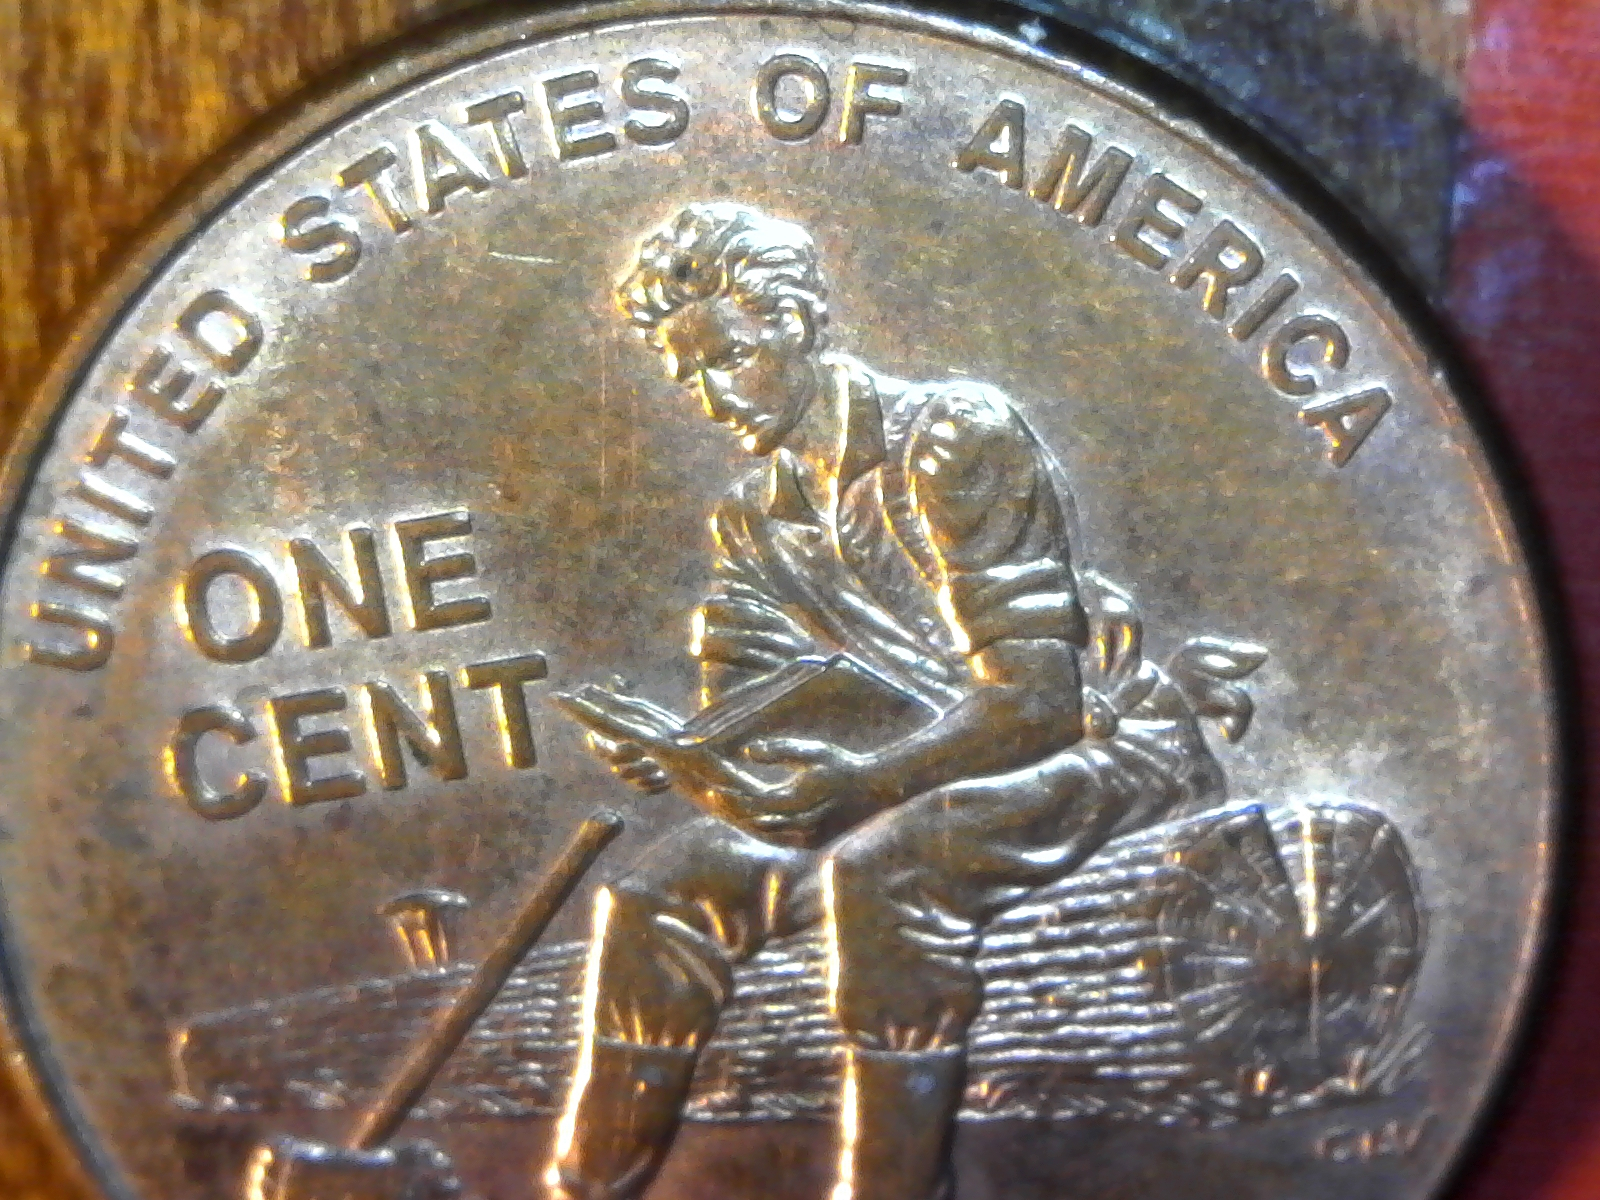 UNITED STATES OF AMERICA
ONE
CENT